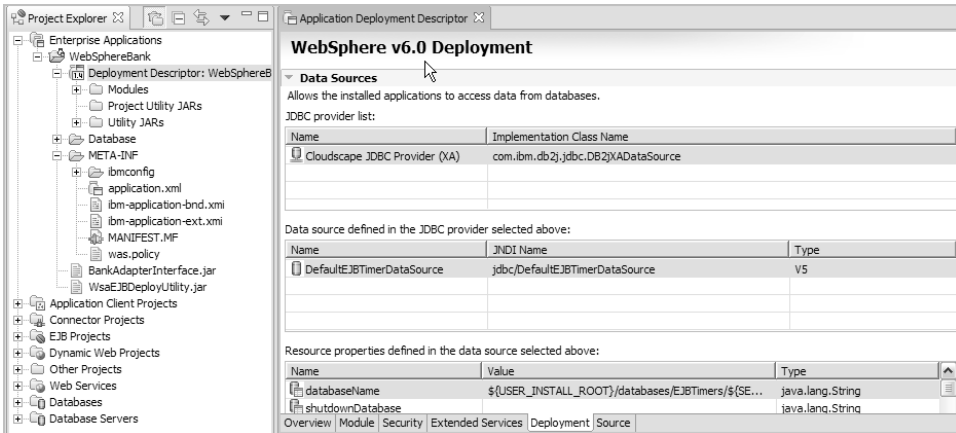 Project Explorer
Enterprise Applications
WebSphereBank
Deployment Descriptor: WebSphereB
Modules
Project Utility JARs
Utility JARs
Database
META-INF
ibmconfig
application.xml
ibm-application-bnd.xmi
ibm-application-ext.xmi
MANIFEST.MF
was.policy
BankAdapterInterface.jar
WsaEJBDeployUtility.jar
Application Client Projects
Connector Projects
EJB Projects
Dynamic Web Projects
Other Projects
Web Services
Databases
Database Servers
Application Deployment Descriptor
WebSphere v6.0 Deployment
Data Sources
Allows the installed applications to access data from databases.
JDBC provider list:
Name Implementation Class Name
Cloudscape JDBC Provider (XA) com.ibm.db2j.jdbc.DB2jXADataSource
Data source defined in the JDBC provider selected above:
Name JNDI Name Type
DefaultEJBTimerDataSource jdbc/DefaultEJBTimerDataSource V5
Resource properties defined in the data source selected above:
Name Value Type
databaseName ${USER_INSTALL_ROOT}/databases/EJBTimers/${SE... java.lang.String
shutdownDatabase java.lang.String
Overview Module Security Extended Services Deployment Source